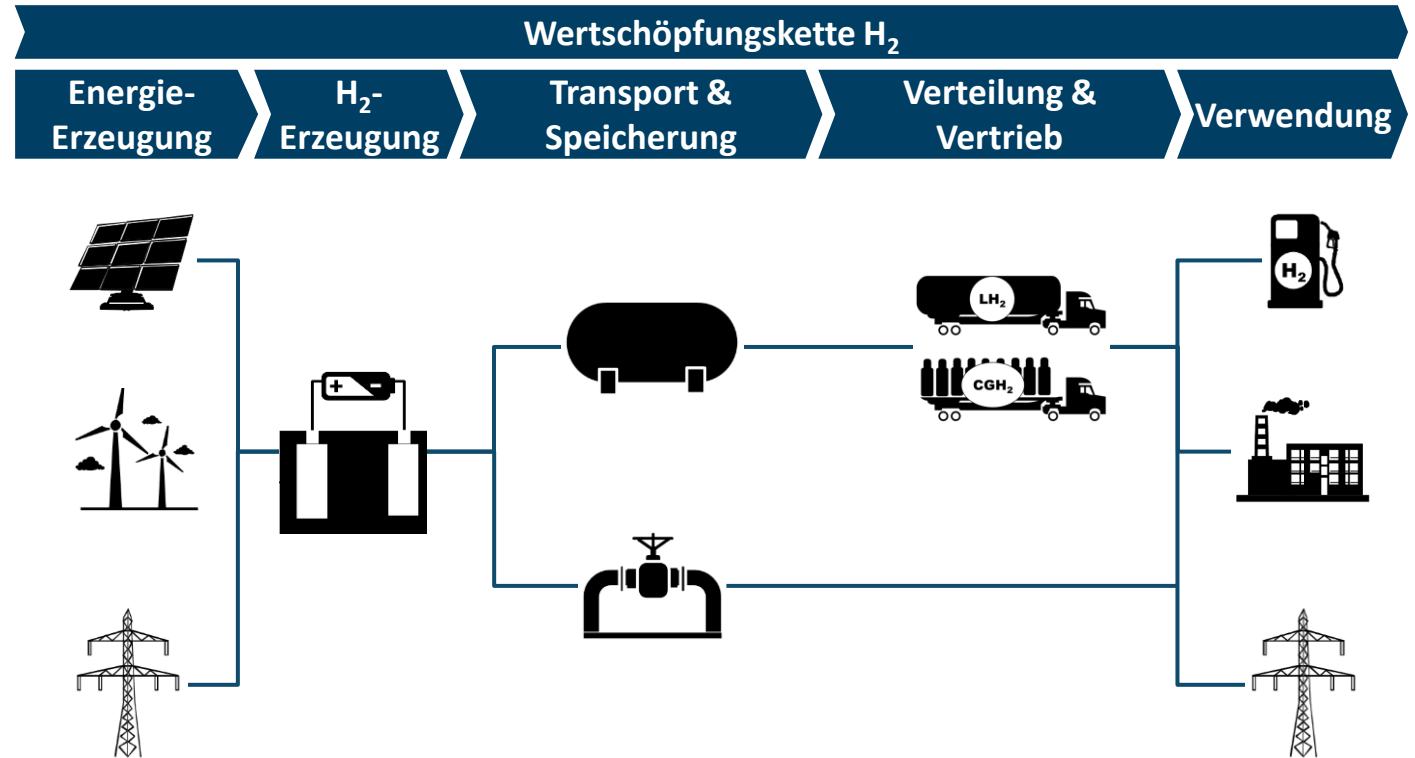 Wertschöpfungskette H₂
Energie-
Erzeugung
H₂-
Erzeugung
Transport &
Speicherung
Verteilung &
Vertrieb
Verwendung
H₂
LH₂
+ -
CGH₂